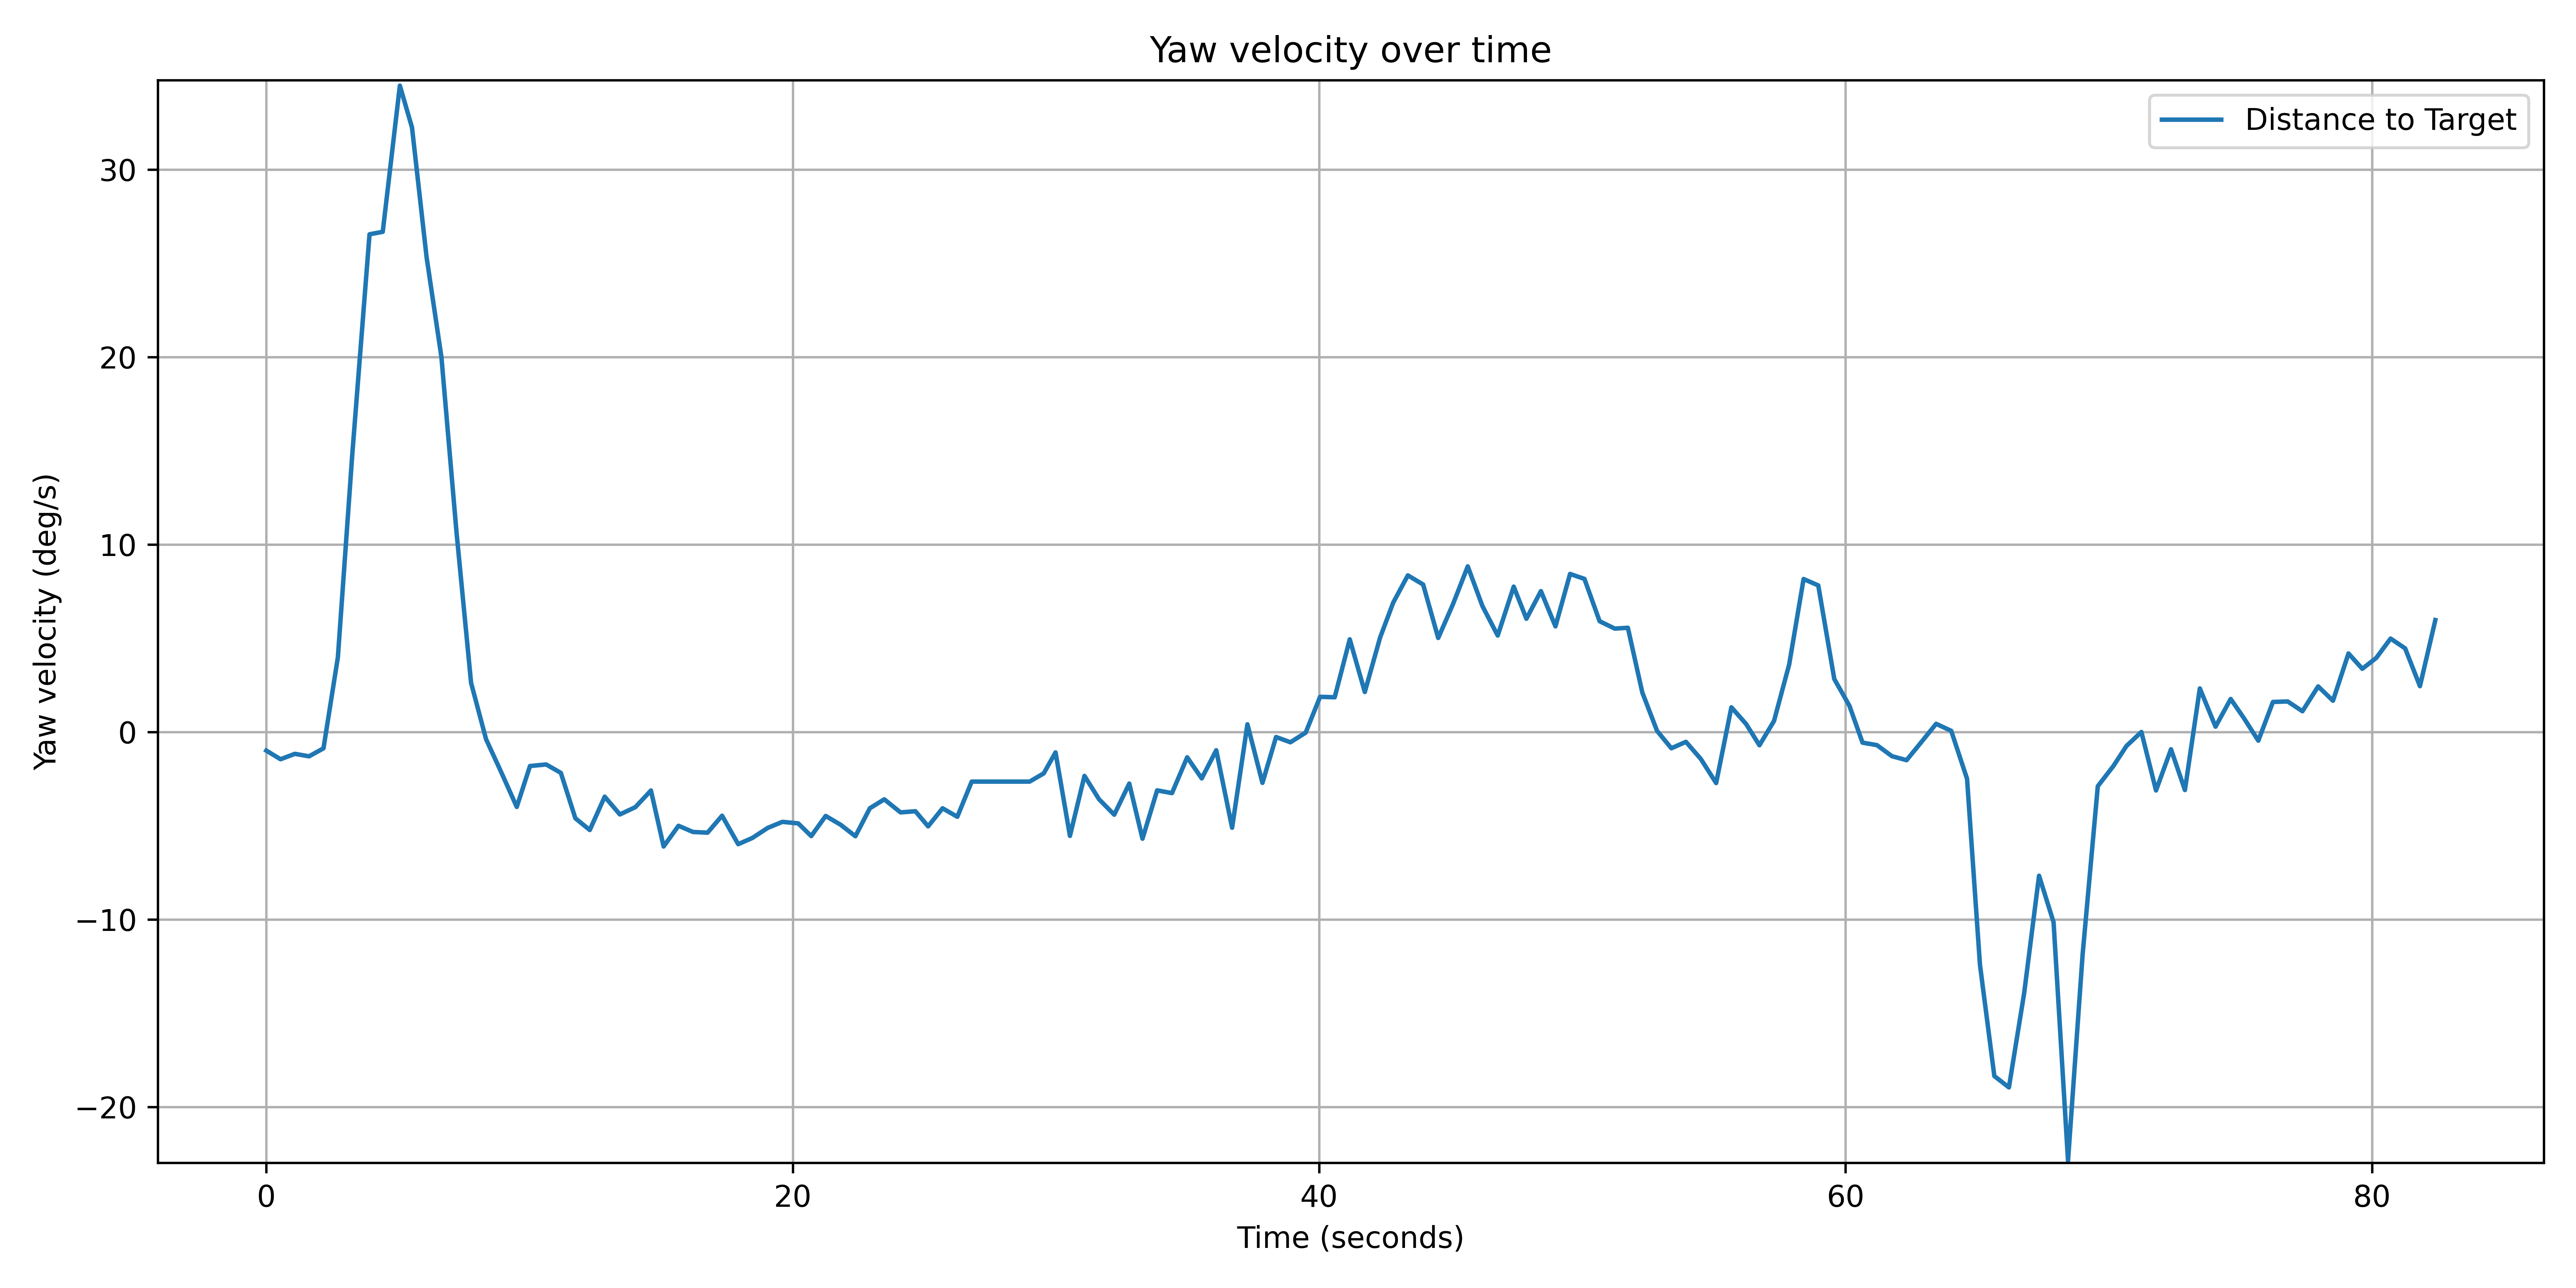 Yaw velocity over time
Distance to Target
Yaw velocity (deg/s)
30
20
10
0
−10
−20
0 20 40 60 80
Time (seconds)